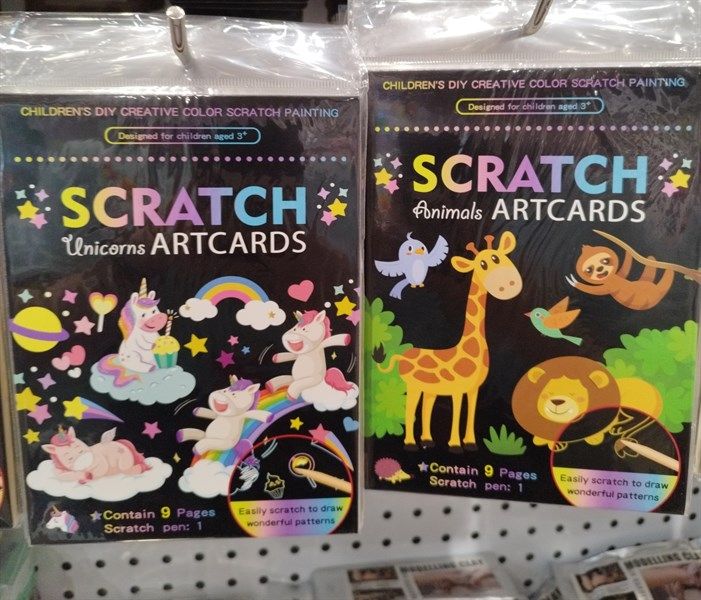 CHILDREN'S DIY CREATIVE COLOR SCRATCH PAINTING
Designed for children aged 3+
SCRATCH
Unicorns ARTCARDS
Contain 9 Pages
Scratch pen: 1
Easily scratch to draw
wonderful patterns
CHILDREN'S DIY CREATIVE COLOR SCRATCH PAINTING
Designed for children aged 3+
SCRATCH
Animals ARTCARDS
Contain 9 Pages
Scratch pen: 1
Easily scratch to draw
wonderful patterns
MODELLING CLAY